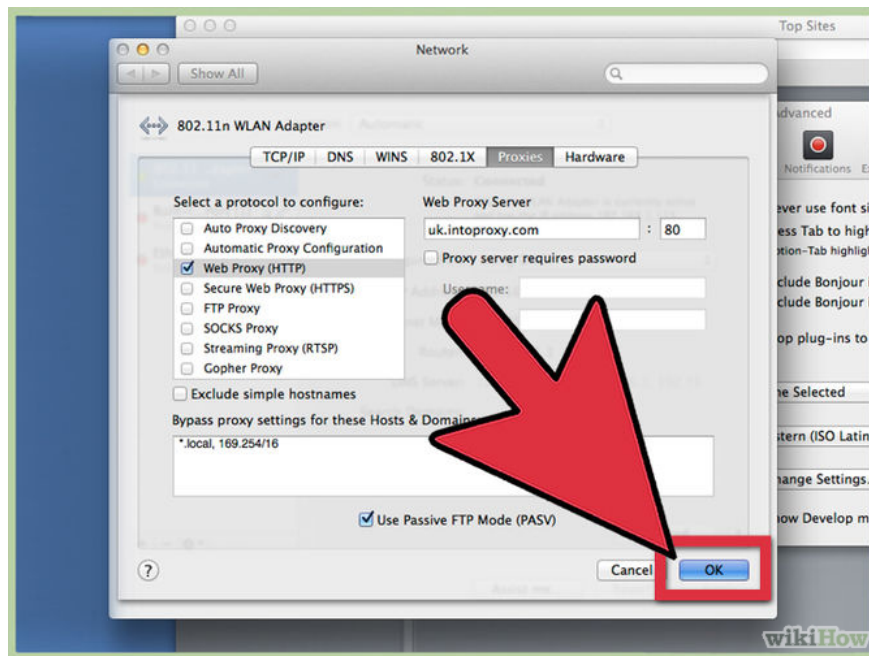 Top Sites
Network
Show All
802.11n WLAN Adapter
TCP/IP DNS WINS 802.1X Proxies Hardware
Select a protocol to configure:
Auto Proxy Discovery
Automatic Proxy Configuration
Web Proxy (HTTP)
Secure Web Proxy (HTTPS)
FTP Proxy
SOCKS Proxy
Streaming Proxy (RTSP)
Gopher Proxy
Exclude simple hostnames
Web Proxy Server
uk.intoproxy.com : 80
Proxy server requires password
Username:
Bypass proxy settings for these Hosts & Domains
*.local, 169.254/16
Use Passive FTP Mode (PASV)
?
Cancel
OK
Advanced
Notifications
ever use font si
ess Tab to high
ption-Tab highlig
clude Bonjour i
clude Bonjour
op plug-ins to
ne Selected
stern (ISO Latin
hange Settings.
ow Develop m
wikiHow